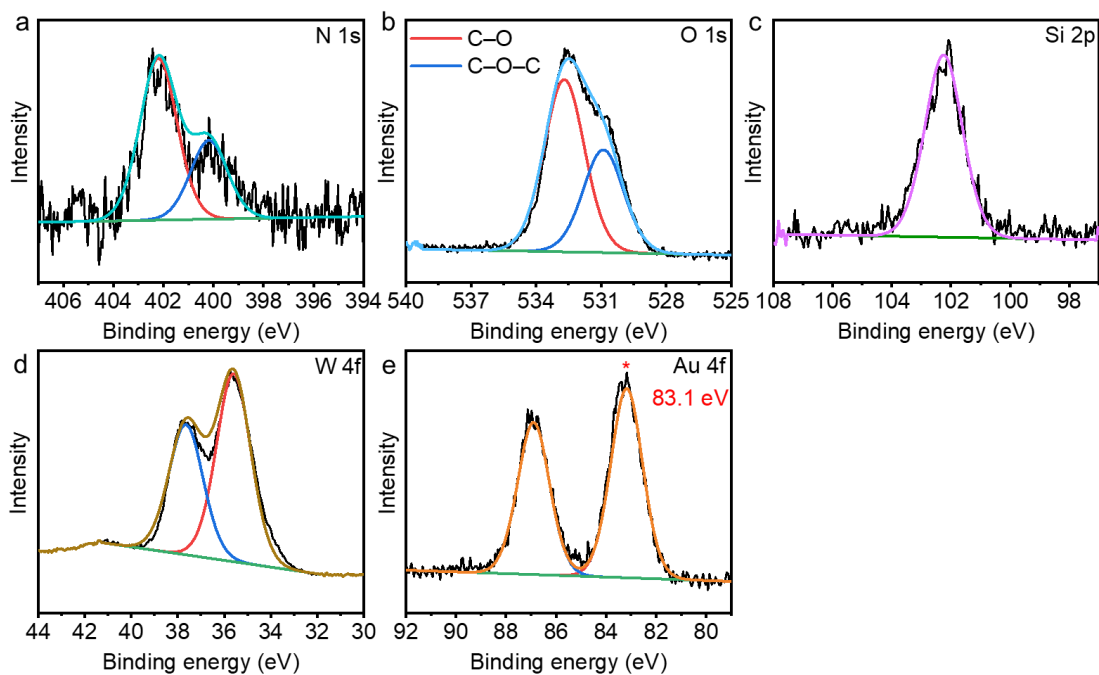 a
N 1s
Intensity
406 404 402 400 398 396 394
Binding energy (eV)
b
O 1s
C–O
C–O–C
Intensity
540 537 534 531 528 525
Binding energy (eV)
c
Si 2p
Intensity
108 106 104 102 100 98
Binding energy (eV)
d
W 4f
Intensity
44 42 40 38 36 34 32 30
Binding energy (eV)
e
*
Au 4f
83.1 eV
Intensity
92 90 88 86 84 82 80
Binding energy (eV)